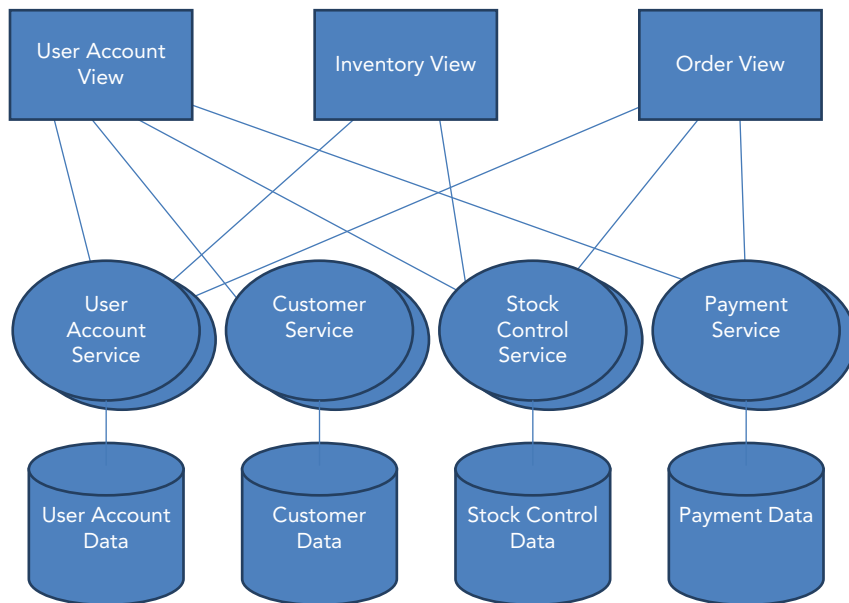 User Account
View
Inventory View
Order View
User
Account
Service
Customer
Service
Stock
Control
Service
Payment
Service
User Account
Data
Customer
Data
Stock Control
Data
Payment Data